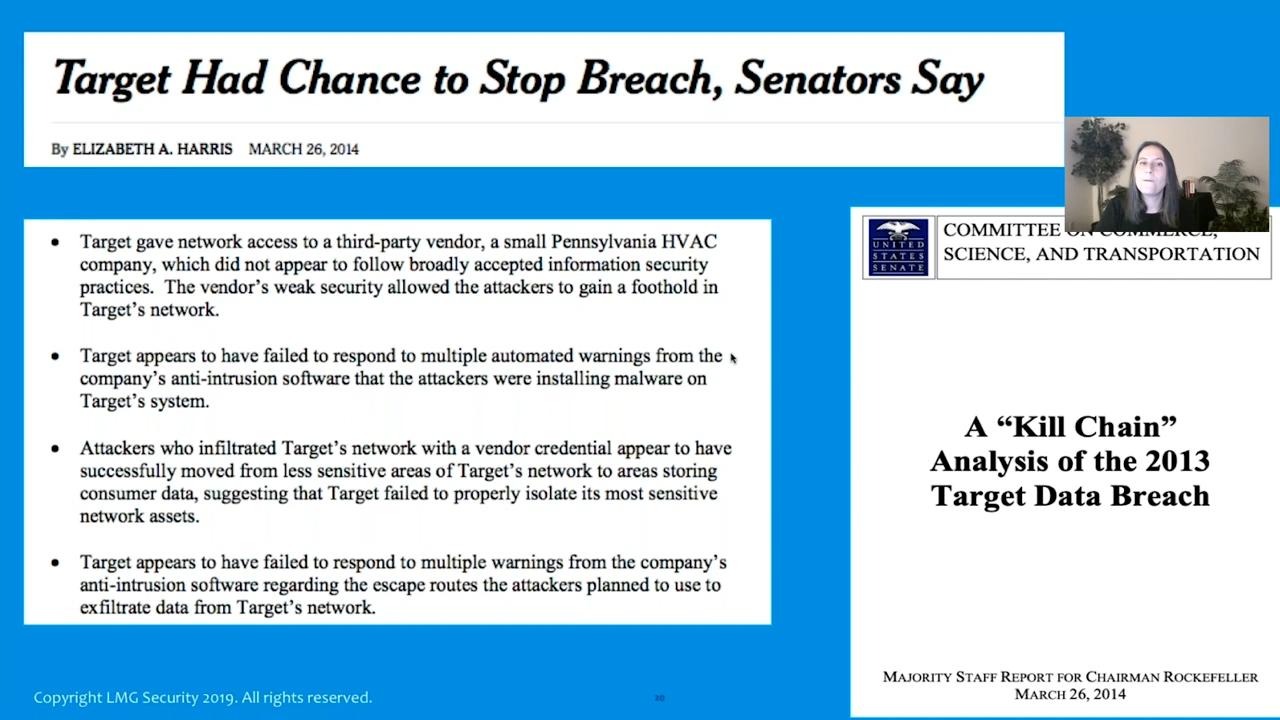 Target Had Chance to Stop Breach, Senators Say
By ELIZABETH A. HARRIS MARCH 26, 2014
• Target gave network access to a third-party vendor, a small Pennsylvania HVAC
company, which did not appear to follow broadly accepted information security
practices. The vendor's weak security allowed the attackers to gain a foothold in
Target's network.
• Target appears to have failed to respond to multiple automated warnings from the
company's anti-intrusion software that the attackers were installing malware on
Target's system.
• Attackers who infiltrated Target's network with a vendor credential appear to have
successfully moved from less sensitive areas of Target's network to areas storing
consumer data, suggesting that Target failed to properly isolate its most sensitive
network assets.
• Target appears to have failed to respond to multiple warnings from the company's
anti-intrusion software regarding the escape routes the attackers planned to use to
exfiltrate data from Target's network.
UNITED
STATES
SENATE
COMMITTEE ON COMMERCE,
SCIENCE, AND TRANSPORTATION
A “Kill Chain”
Analysis of the 2013
Target Data Breach
MAJORITY STAFF REPORT FOR CHAIRMAN ROCKEFELLER
MARCH 26, 2014
Copyright LMG Security 2019. All rights reserved.
20